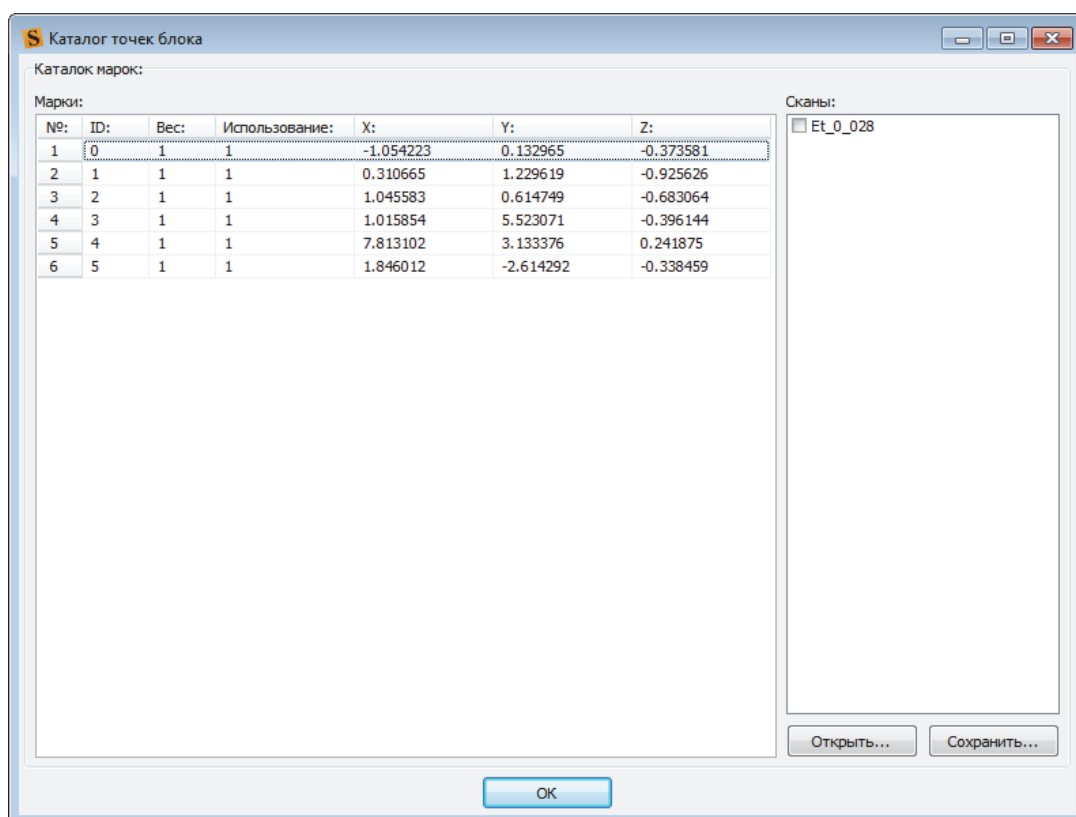 S Каталог точек блока
Каталок марок:
Марки:
№: ID: Вес: Использование: X: Y: Z:
1 0 1 1 -1.054223 0.132965 -0.373581
2 1 1 1 0.310665 1.229619 -0.925626
3 2 1 1 1.045583 0.614749 -0.683064
4 3 1 1 1.015854 5.523071 -0.396144
5 4 1 1 7.813102 3.133376 0.241875
6 5 1 1 1.846012 -2.614292 -0.338459
Сканы:
Et_0_028
Открыть... Сохранить...
ОК